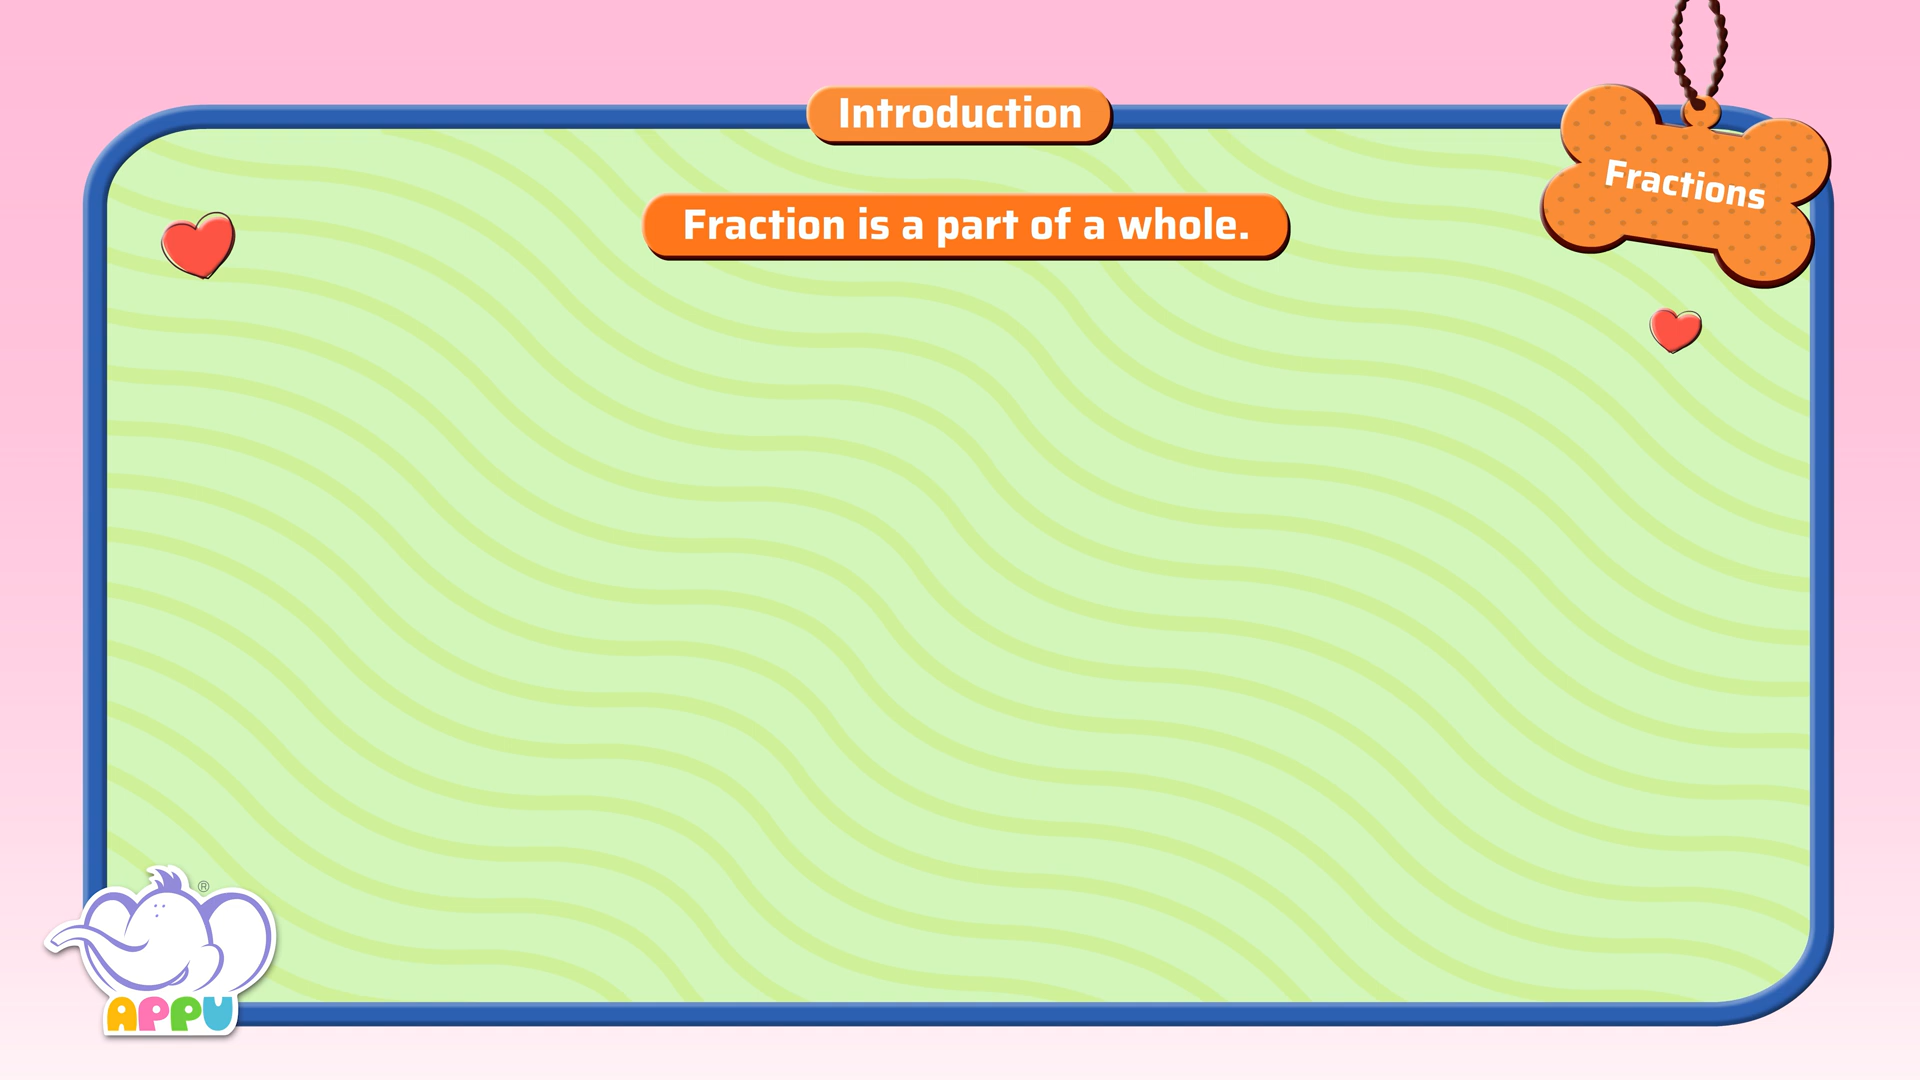 Introduction
Fractions
Fraction is a part of a whole.
®
APPU